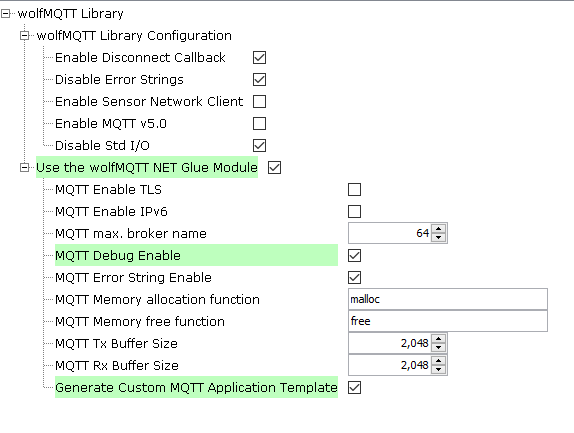 wolfMQTT Library
wolfMQTT Library Configuration
Enable Disconnect Callback
Disable Error Strings
Enable Sensor Network Client
Enable MQTT v5.0
Disable Std I/O
Use the wolfMQTT NET Glue Module
MQTT Enable TLS
MQTT Enable IPv6
MQTT max. broker name 64
MQTT Debug Enable
MQTT Error String Enable
MQTT Memory allocation function malloc
MQTT Memory free function free
MQTT Tx Buffer Size 2,048
MQTT Rx Buffer Size 2,048
Generate Custom MQTT Application Template